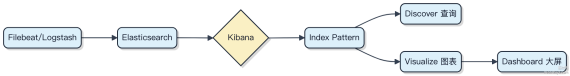 Filebeat/Logstash
Elasticsearch
Kibana
Index Pattern
Discover 查询
Visualize 图表
Dashboard 大屏